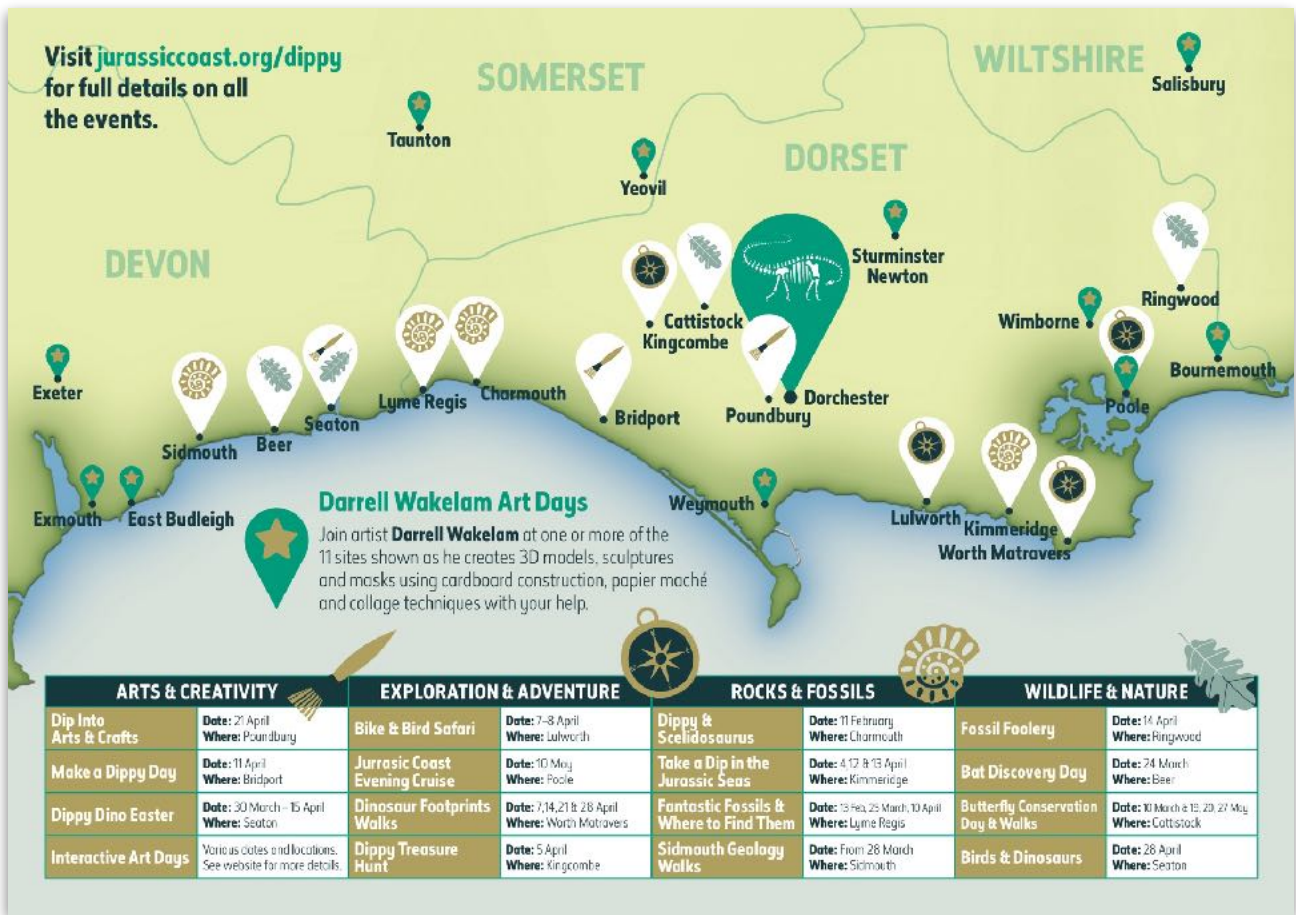 Visit jurassiccoast.org/dippy
for full details on all
the events.
SOMERSET
WILTSHIRE
Salisbury
Taunton
Yeovil
DORSET
DEVON
Sturminster
Newton
Ringwood
Wimborne
Cattistock
Kingcombe
Bournemouth
Exeter
Poole
Dorchester
Poundbury
Bridport
Charmouth
Lyme Regis
Seaton
Beer
Sidmouth
Exmouth
East Budleigh
Weymouth
Lulworth
Kimmeridge
Worth Matravers
Darrell Wakelam Art Days
Join artist Darrell Wakelam at one or more of the
11 sites shown as he creates 3D models, sculptures
and masks using cardboard construction, papier maché
and collage techniques with your help.
ARTS & CREATIVITY
Dip Into
Arts & Crafts
Date: 21 April
Where: Poundbury
Make a Dippy Day
Date: 11 April
Where: Bridport
Dippy Dino Easter
Date: 30 March – 15 April
Where: Seaton
Interactive Art Days
Various dates and locations.
See website for more details.
EXPLORATION & ADVENTURE
Bike & Bird Safari
Date: 7–8 April
Where: Lulworth
Jurrasic Coast
Evening Cruise
Date: 10 May
Where: Poole
Dinosaur Footprints
Walks
Date: 7,14,21 & 28 April
Where: Worth Matravers
Dippy Treasure
Hunt
Date: 5 April
Where: Kingcombe
ROCKS & FOSSILS
Dippy &
Scelidosaurus
Date: 11 February
Where: Charmouth
Take a Dip in the
Jurassic Seas
Date: 4,12 & 13 April
Where: Kimmeridge
Fantastic Fossils &
Where to Find Them
Date: 13 Feb, 25 March, 10 April
Where: Lyme Regis
Sidmouth Geology
Walks
Date: From 28 March
Where: Sidmouth
WILDLIFE & NATURE
Fossil Foolery
Date: 14 April
Where: Ringwood
Bat Discovery Day
Date: 24 March
Where: Beer
Butterfly Conservation
Day & Walks
Date: 10 March & 19, 20, 27 May
Where: Cattistock
Birds & Dinosaurs
Date: 28 April
Where: Seaton